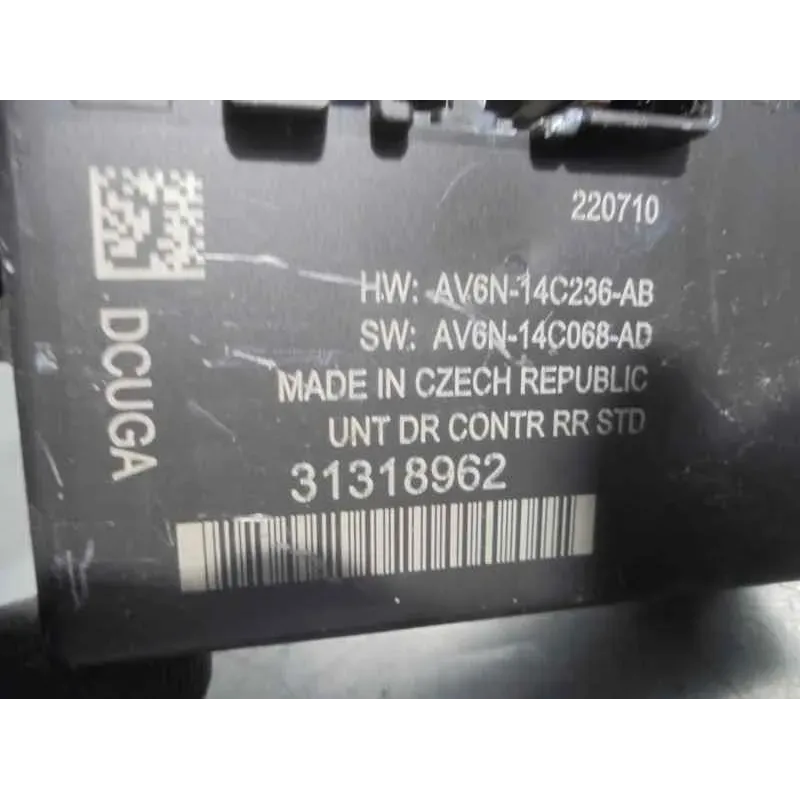 220710
HW: AV6N-14C236-AB
SW: AV6N-14C068-AD
MADE IN CZECH REPUBLIC
UNT DR CONTR RR STD
31318962
DCUGA